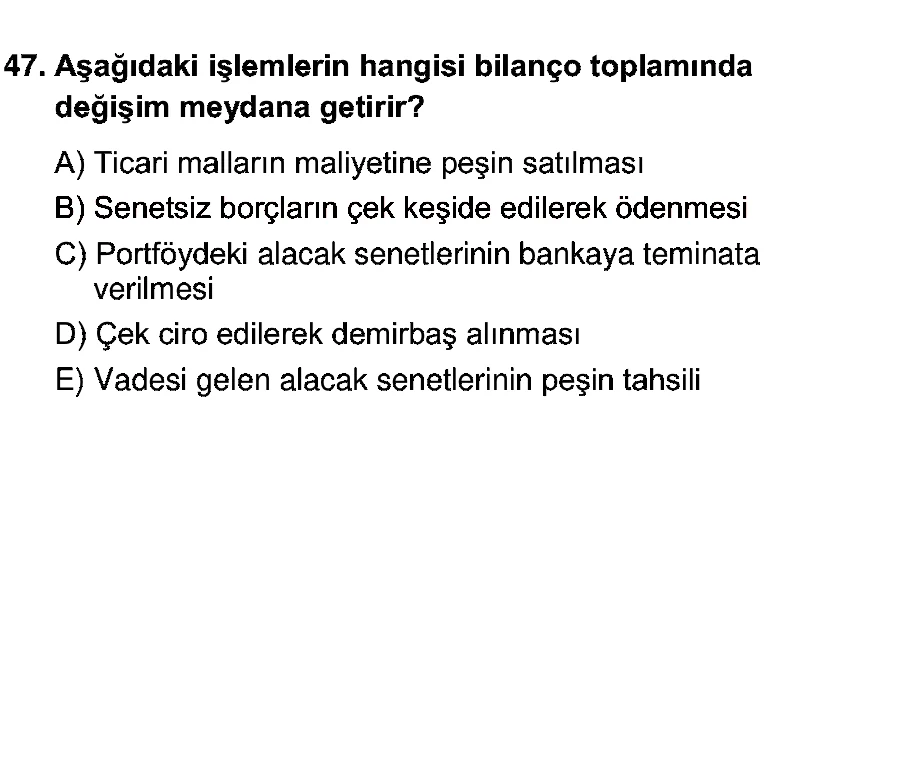 47. Aşağıdaki işlemlerin hangisi bilanço toplamında
değişim meydana getirir?
A) Ticari malların maliyetine peşin satılması
B) Senetsiz borçların çek keşide edilerek ödenmesi
C) Portföydeki alacak senetlerinin bankaya teminata
verilmesi
D) Çek ciro edilerek demirbaş alınması
E) Vadesi gelen alacak senetlerinin peşin tahsili